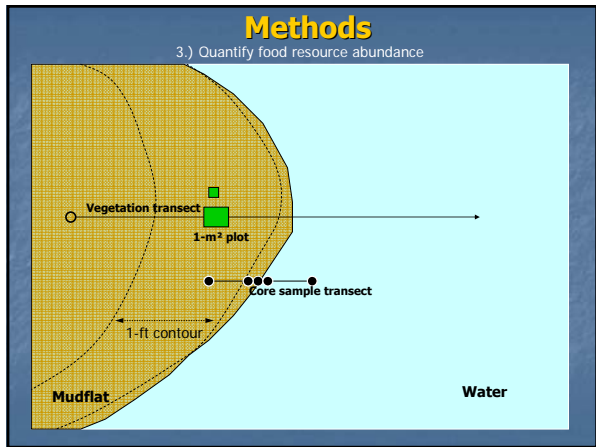 Methods
3.) Quantify food resource abundance
Vegetation transect
1-m² plot
Core sample transect
1-ft contour
Mudflat
Water